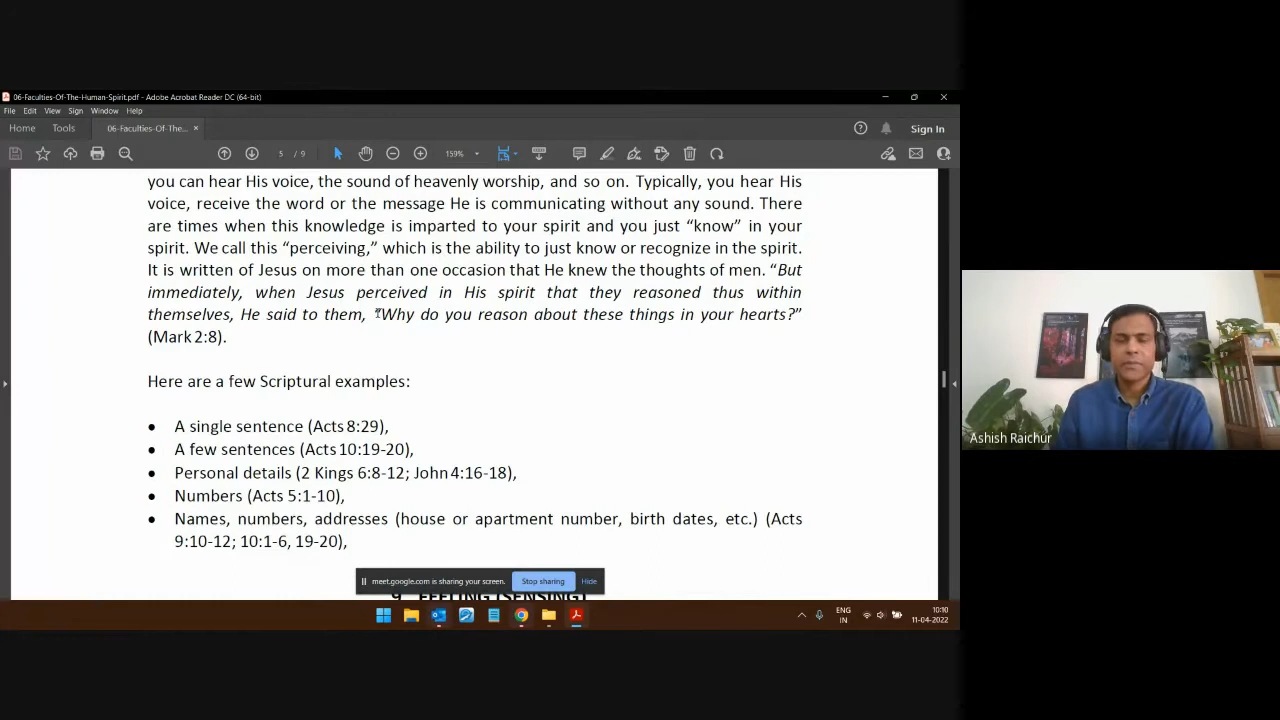 06-Faculties-Of-The-Human-Spirit.pdf - Adobe Acrobat Reader DC (64-bit)
File Edit View Sign Window Help
Home Tools 06-Faculties-Of-The... × Sign In
5 / 9 159%
you can hear His voice, the sound of heavenly worship, and so on. Typically, you hear His
voice, receive the word or the message He is communicating without any sound. There
are times when this knowledge is imparted to your spirit and you just “know” in your
spirit. We call this “perceiving,” which is the ability to just know or recognize in the spirit.
It is written of Jesus on more than one occasion that He knew the thoughts of men. “But
immediately, when Jesus perceived in His spirit that they reasoned thus within
themselves, He said to them, “Why do you reason about these things in your hearts?”
(Mark 2:8).
Here are a few Scriptural examples:
• A single sentence (Acts 8:29),
• A few sentences (Acts 10:19-20),
• Personal details (2 Kings 6:8-12; John 4:16-18),
• Numbers (Acts 5:1-10),
• Names, numbers, addresses (house or apartment number, birth dates, etc.) (Acts
9:10-12; 10:1-6, 19-20),
9 FEELING (SENSING)
meet.google.com is sharing your screen. Stop sharing Hide
ENG
IN
10:10
11-04-2022
Ashish Raichur